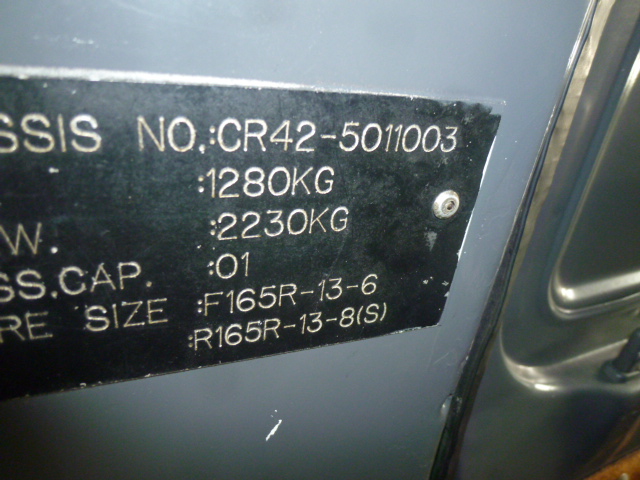 SSIS NO.:CR42-5011003
:1280KG
W. :2230KG
SS.CAP. :01
RE SIZE :F165R-13-6
:R165R-13-8(S)